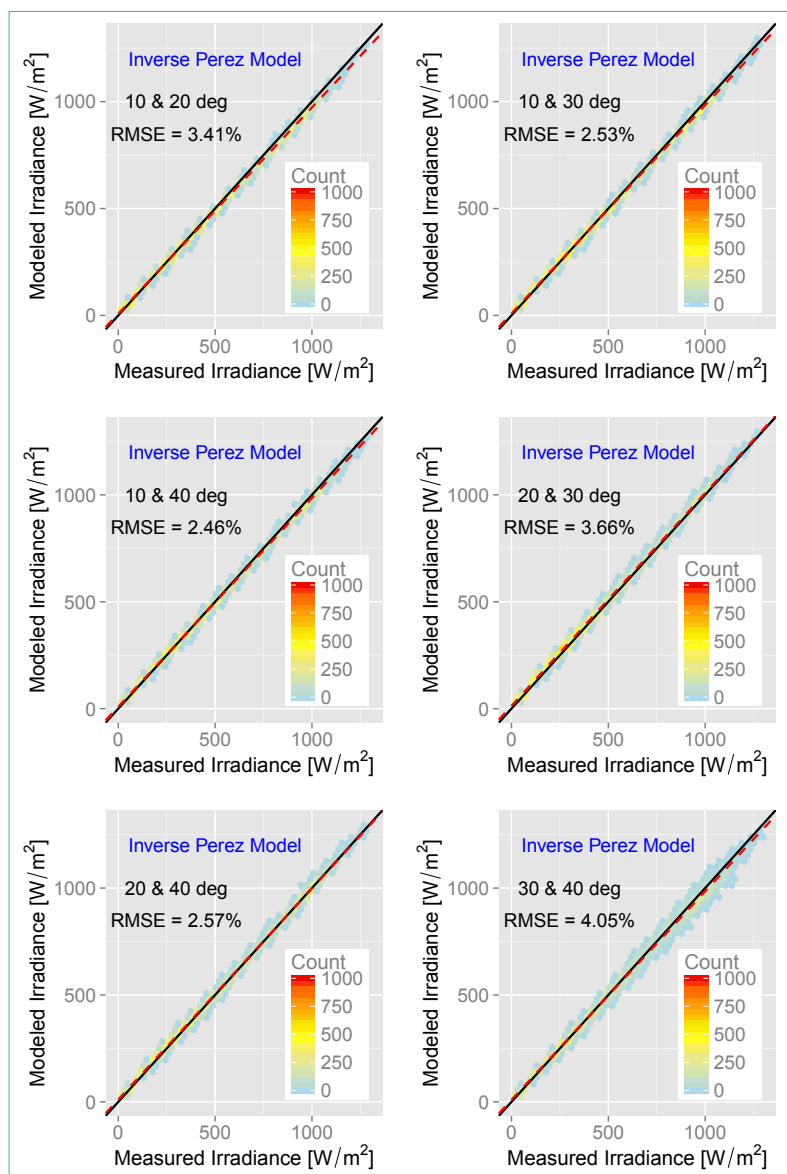 Modeled Irradiance [W/m²]
1000
500
0
Inverse Perez Model
10 & 20 deg
RMSE = 3.41%
Count
1000
750
500
250
0
0 500 1000
Measured Irradiance [W/m²]
Modeled Irradiance [W/m²]
1000
500
0
Inverse Perez Model
10 & 30 deg
RMSE = 2.53%
Count
1000
750
500
250
0
0 500 1000
Measured Irradiance [W/m²]
Modeled Irradiance [W/m²]
1000
500
0
Inverse Perez Model
10 & 40 deg
RMSE = 2.46%
Count
1000
750
500
250
0
0 500 1000
Measured Irradiance [W/m²]
Modeled Irradiance [W/m²]
1000
500
0
Inverse Perez Model
20 & 30 deg
RMSE = 3.66%
Count
1000
750
500
250
0
0 500 1000
Measured Irradiance [W/m²]
Modeled Irradiance [W/m²]
1000
500
0
Inverse Perez Model
20 & 40 deg
RMSE = 2.57%
Count
1000
750
500
250
0
0 500 1000
Measured Irradiance [W/m²]
Modeled Irradiance [W/m²]
1000
500
0
Inverse Perez Model
30 & 40 deg
RMSE = 4.05%
Count
1000
750
500
250
0
0 500 1000
Measured Irradiance [W/m²]